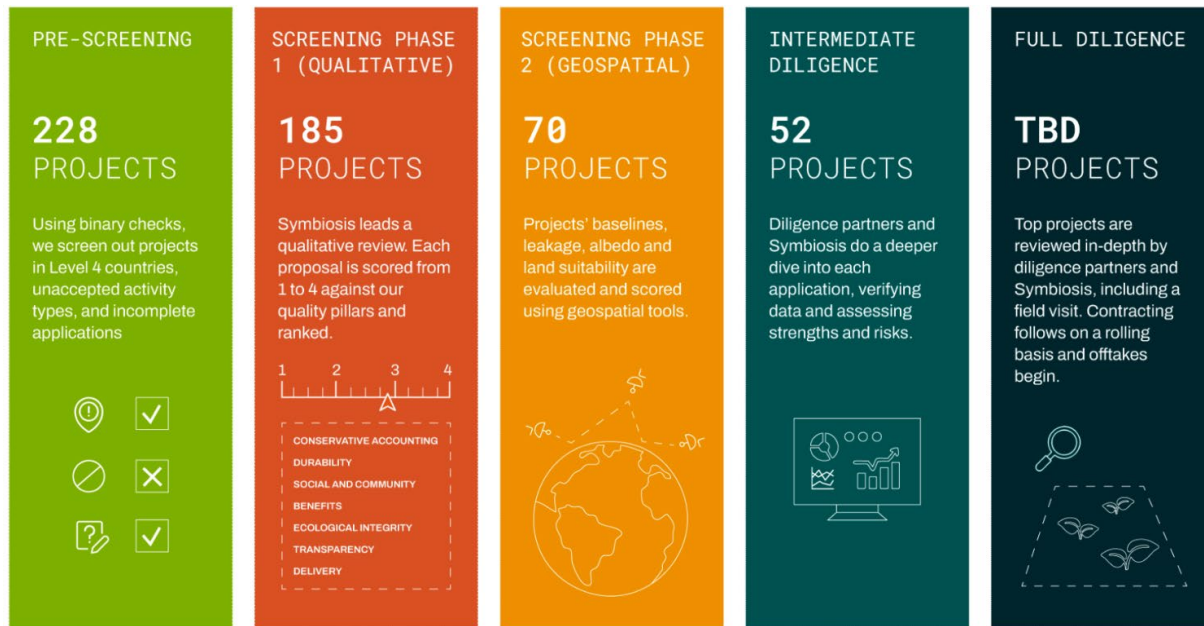 PRE-SCREENING
228
PROJECTS
Using binary checks,
we screen out projects
in Level 4 countries,
unaccepted activity
types, and incomplete
applications
SCREENING PHASE
1 (QUALITATIVE)
185
PROJECTS
Symbiosis leads a
qualitative review. Each
proposal is scored from
1 to 4 against our
quality pillars and
ranked.
1 2 3 4
CONSERVATIVE ACCOUNTING
DURABILITY
SOCIAL AND COMMUNITY
BENEFITS
ECOLOGICAL INTEGRITY
TRANSPARENCY
DELIVERY
SCREENING PHASE
2 (GEOSPATIAL)
70
PROJECTS
Projects’ baselines,
leakage, albedo and
land suitability are
evaluated and scored
using geospatial tools.
INTERMEDIATE
DILIGENCE
52
PROJECTS
Diligence partners and
Symbiosis do a deeper
dive into each
application, verifying
data and assessing
strengths and risks.
FULL DILIGENCE
TBD
PROJECTS
Top projects are
reviewed in-depth by
diligence partners and
Symbiosis, including a
field visit. Contracting
follows on a rolling
basis and offtakes
begin.